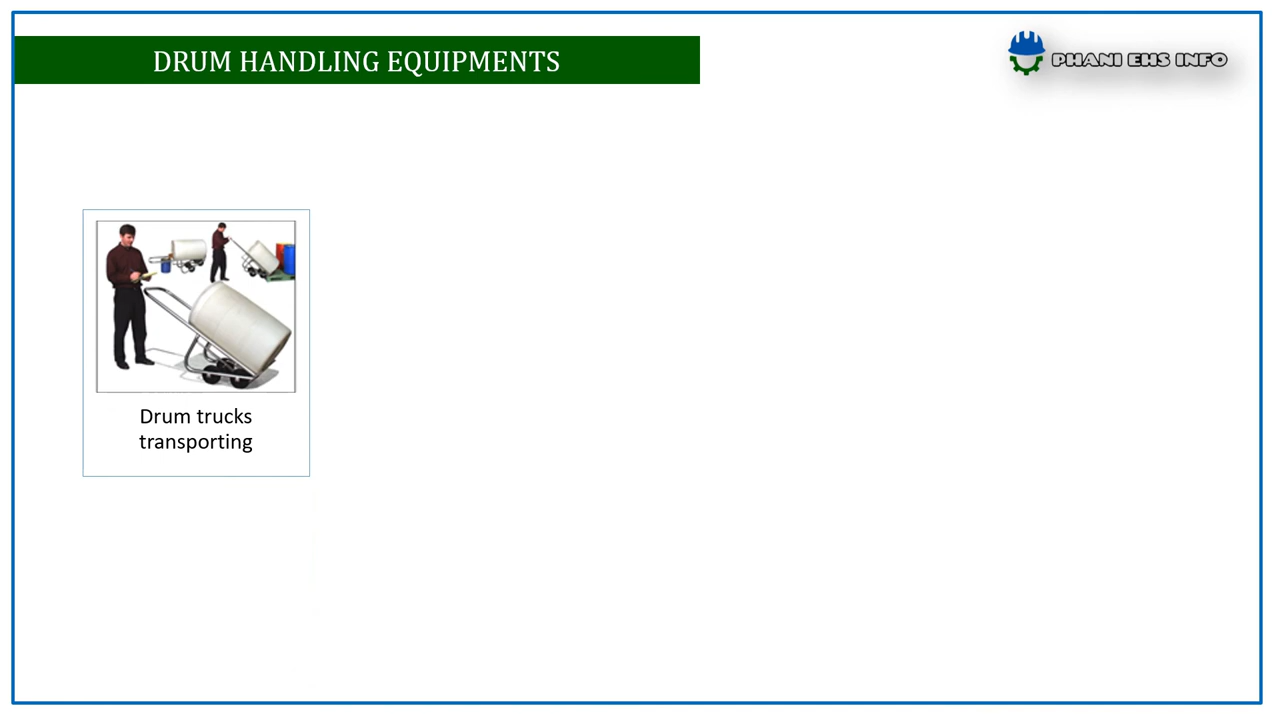 DRUM HANDLING EQUIPMENTS
PHANI EHS INFO
Drum trucks
transporting